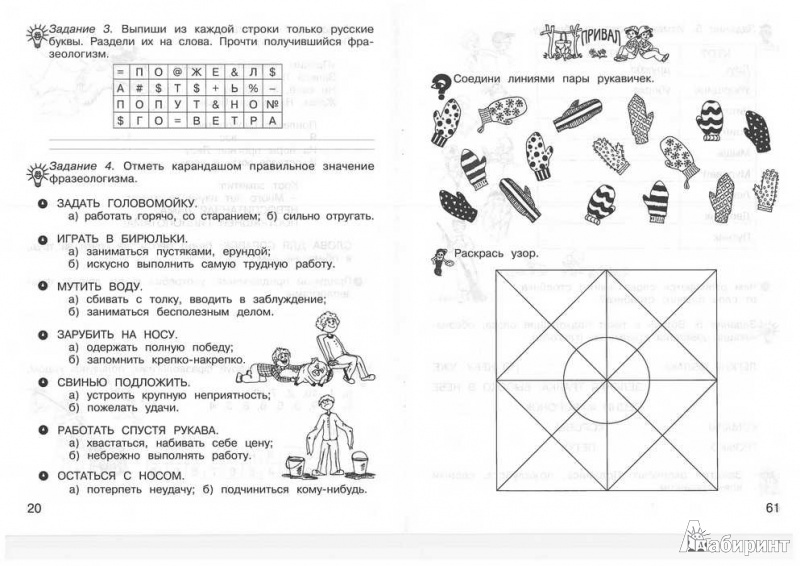 Задание 3. Выпиши из каждой строки только русские
буквы. Раздели их на слова. Прочти получившийся фра-
зеологизм.
= П О @ Ж Е & Л $
А # $ Т $ + Ь % –
П О П У Т & Н О №
$ Г О = В Е Т Р А
Задание 4. Отметь карандашом правильное значение
фразеологизма.
ЗАДАТЬ ГОЛОВОМОЙКУ.
а) работать горячо, со старанием; б) сильно отругать.
ИГРАТЬ В БИРЮЛЬКИ.
а) заниматься пустяками, ерундой;
б) искусно выполнить самую трудную работу.
МУТИТЬ ВОДУ.
а) сбивать с толку, вводить в заблуждение;
б) заниматься бесполезным делом.
ЗАРУБИТЬ НА НОСУ.
а) одержать полную победу;
б) запомнить крепко-накрепко.
СВИНЬЮ ПОДЛОЖИТЬ.
а) устроить крупную неприятность;
б) пожелать удачи.
РАБОТАТЬ СПУСТЯ РУКАВА.
а) хвастаться, набивать себе цену;
б) небрежно выполнять работу.
ОСТАТЬСЯ С НОСОМ.
а) потерпеть неудачу; б) подчиниться кому-нибудь.
20
ПРИВАЛ
Соедини линиями пары рукавичек.
Раскрась узор.
61
Лабиринт